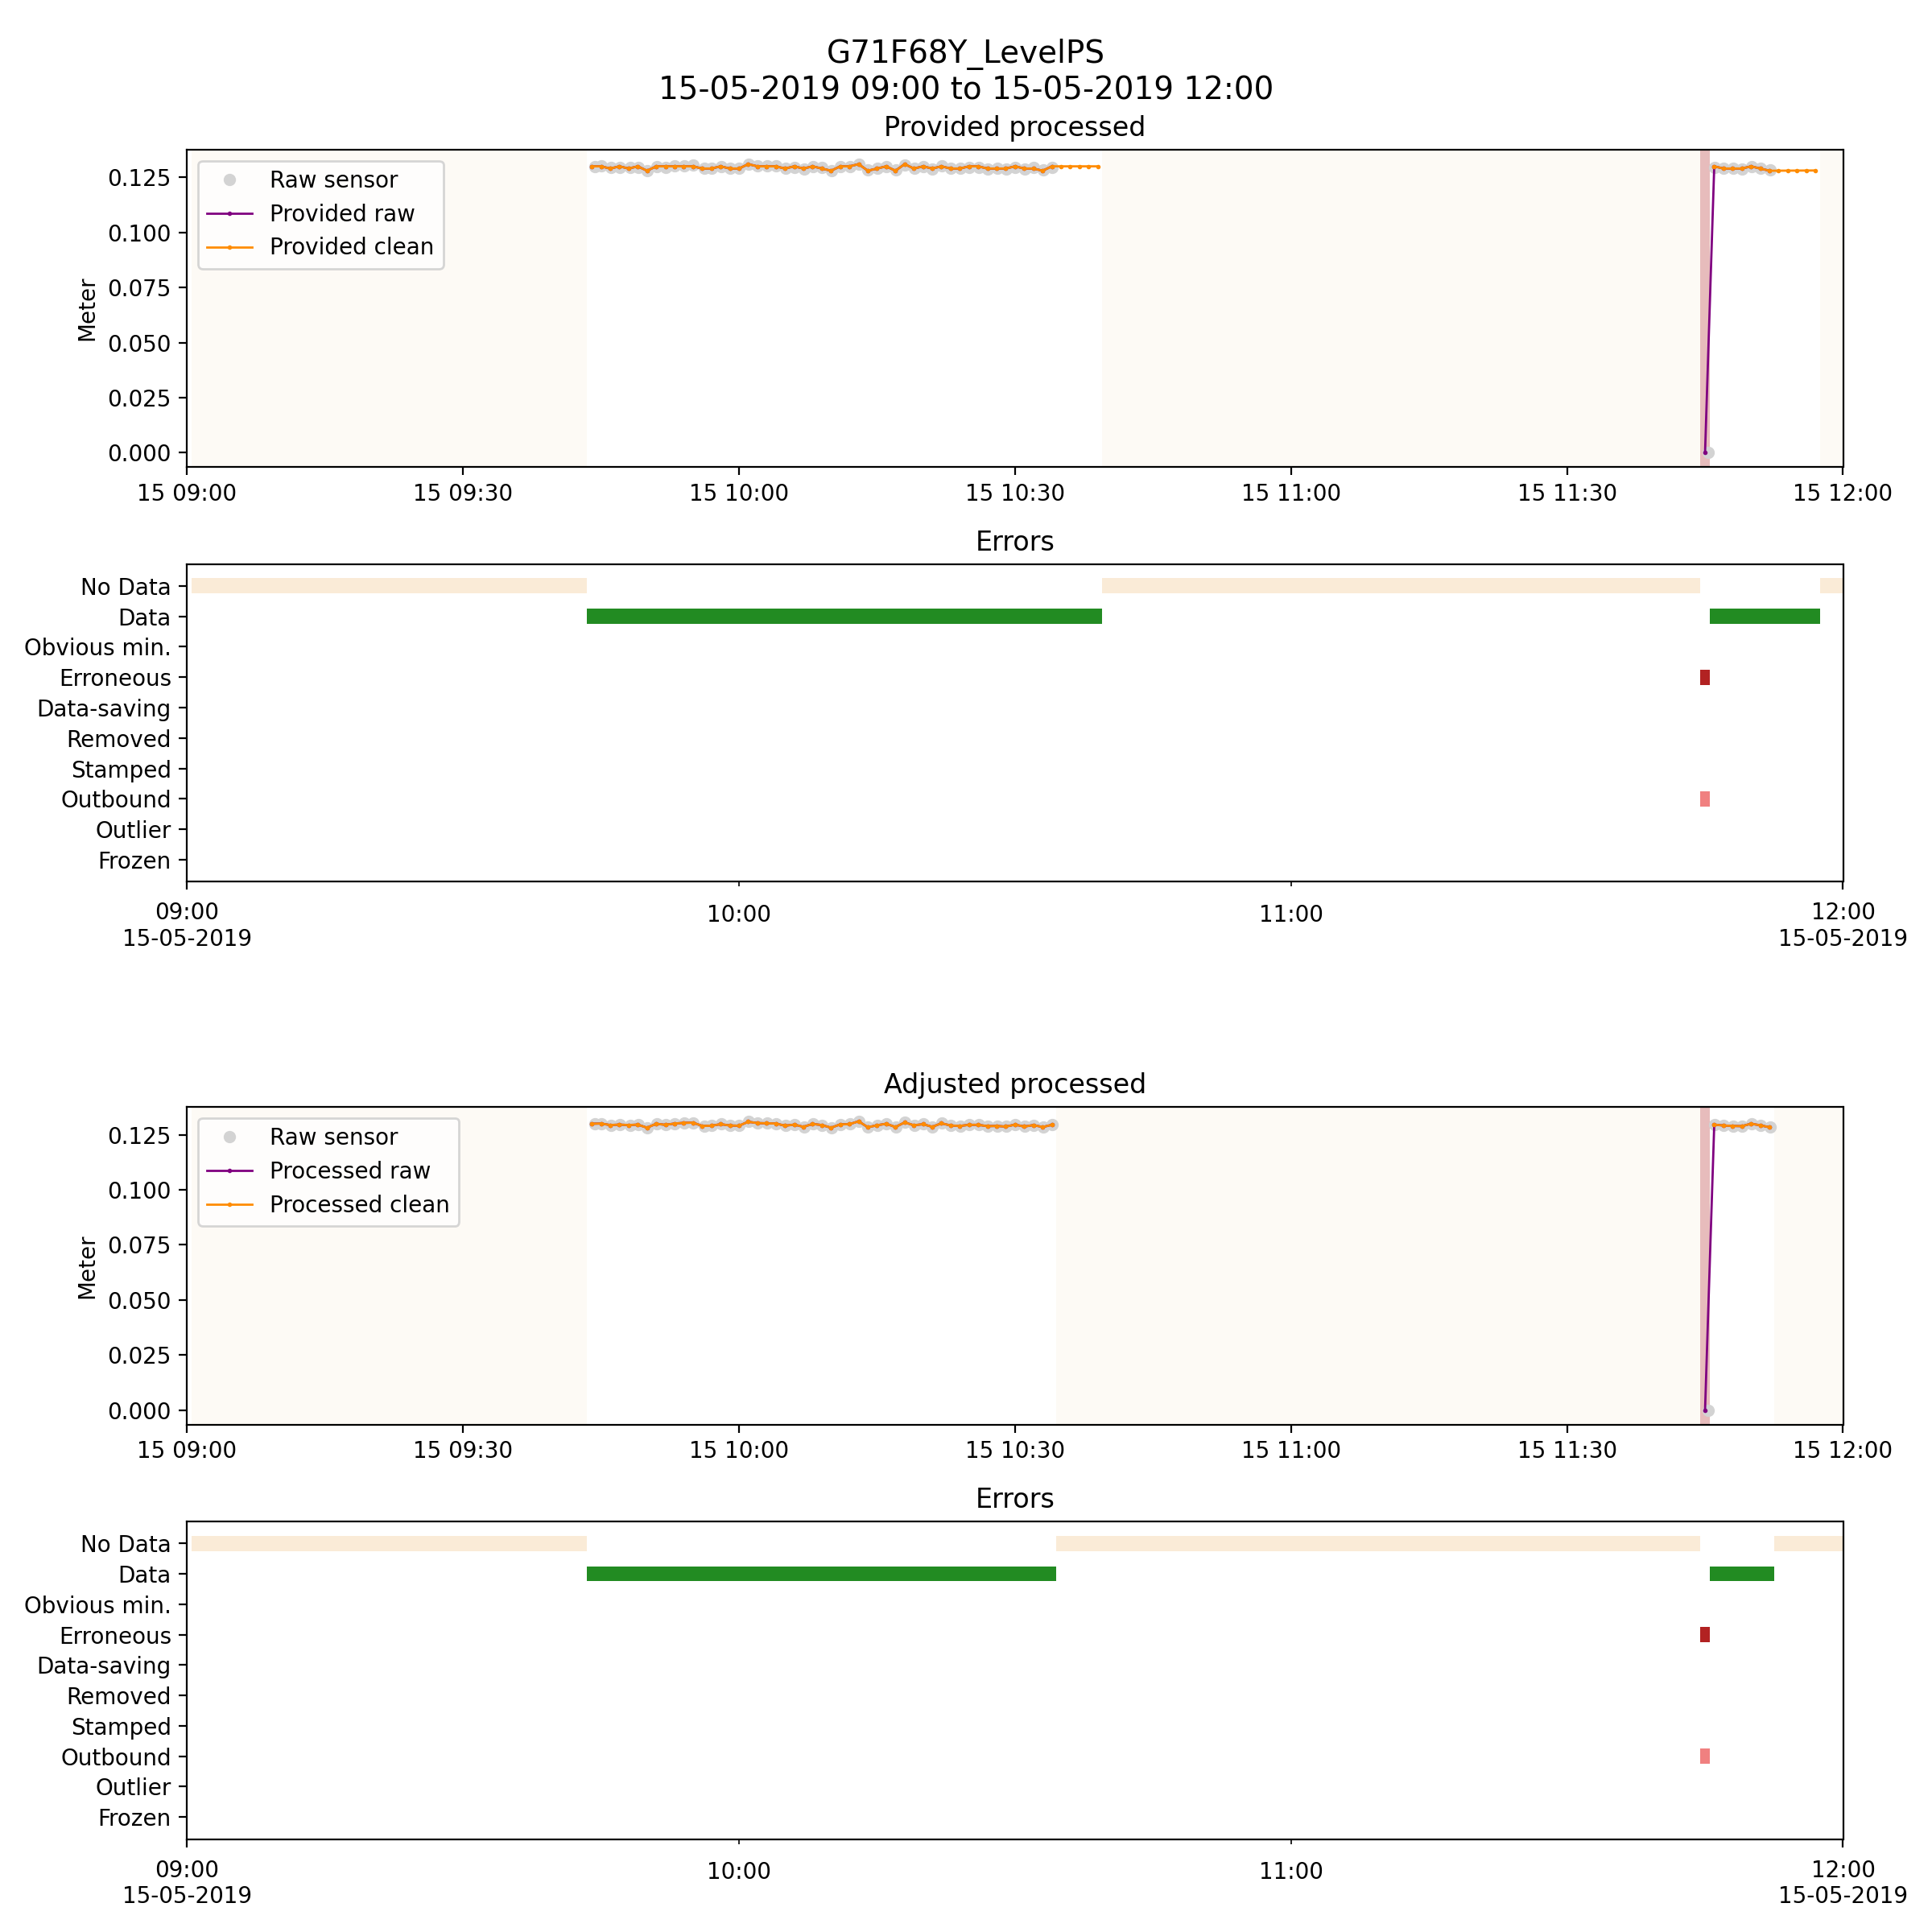 G71F68Y_LevelPS
15-05-2019 09:00 to 15-05-2019 12:00
Provided processed
Raw sensor
Provided raw
Provided clean
Meter
0.125
0.100
0.075
0.050
0.025
0.000
15 09:00 15 09:30 15 10:00 15 10:30 15 11:00 15 11:30 15 12:00
Errors
No Data
Data
Obvious min.
Erroneous
Data-saving
Removed
Stamped
Outbound
Outlier
Frozen
09:00 10:00 11:00 12:00
15-05-2019 15-05-2019
Adjusted processed
Raw sensor
Processed raw
Processed clean
Meter
0.125
0.100
0.075
0.050
0.025
0.000
15 09:00 15 09:30 15 10:00 15 10:30 15 11:00 15 11:30 15 12:00
Errors
No Data
Data
Obvious min.
Erroneous
Data-saving
Removed
Stamped
Outbound
Outlier
Frozen
09:00 10:00 11:00 12:00
15-05-2019 15-05-2019